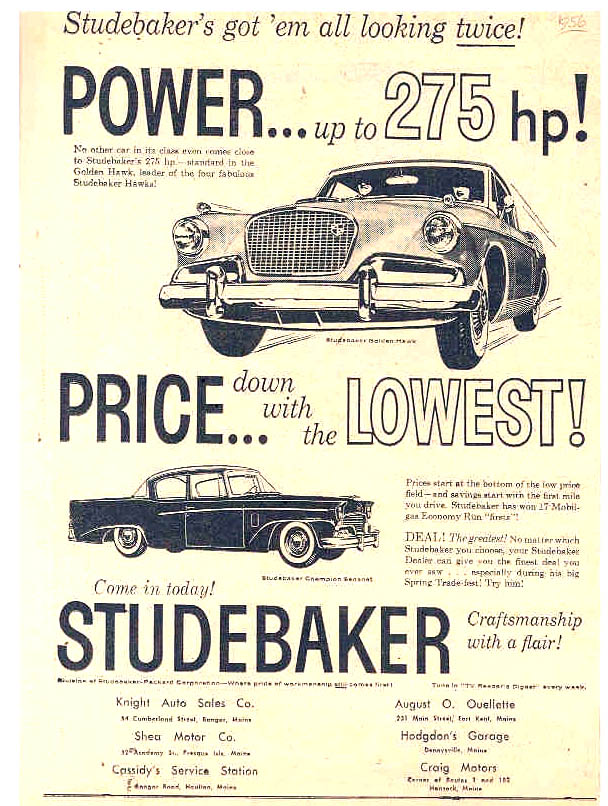 Studebaker's got 'em all looking twice!
1956
POWER... up to 275 hp!
No other car in its class even comes close
to Studebaker's 275 hp.—standard in the
Golden Hawk, leader of the four fabulous
Studebaker Hawks!
Studebaker Golden Hawk
PRICE... down with the LOWEST!
Prices start at the bottom of the low price
field—and savings start with the first mile
you drive. Studebaker has won 17 Mobil-
gas Economy Run "firsts"!
DEAL! The greatest! No matter which
Studebaker you choose, your Studebaker
Dealer can give you the finest deal you
ever saw . . . especially during his big
Spring Trade-fest! Try him!
Studebaker Champion Sedanet
Come in today!
STUDEBAKER
Craftsmanship
with a flair!
Division of Studebaker-Packard Corporation—Where pride of workmanship still comes first!
Tune in "TV Reader's Digest" every week.
Knight Auto Sales Co.
54 Cumberland Street, Bangor, Maine
Shea Motor Co.
Academy St., Presque Isle, Maine
Cassidy's Service Station
Bangor Road, Houlton, Maine
August O. Ouellette
231 Main Street, Fort Kent, Maine
Hodgdon's Garage
Dennysville, Maine
Craig Motors
Corner of Routes 1 and 182
Hancock, Maine